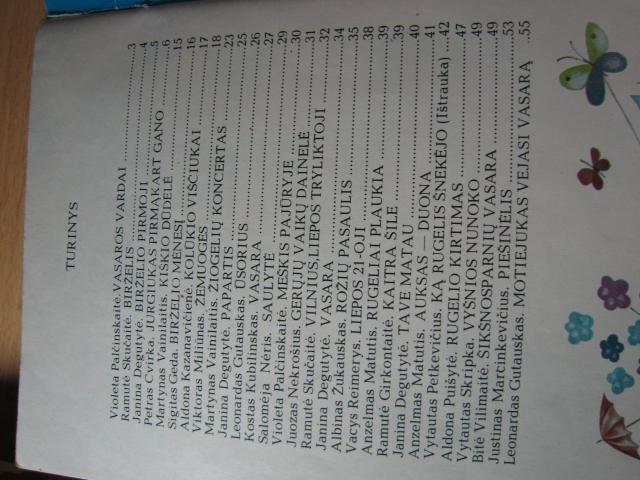 TURINYS
Violeta Palčinskaitė. VASAROS VARDAI 3
Ramutė Skučaitė. BIRŽELIS 4
Janina Degutytė. BIRŽELIO PIRMOJI 5
Petras Cvirka. JURGIUKAS PIRMAKART GANO 6
Martynas Vainilaitis. KIŠKIO DŪDELĖ 15
Sigitas Geda. BIRŽELIO MĖNESĮ 16
Aldona Kazanavičienė. KOLŪKIO VIŠČIUKAI 17
Viktoras Miliūnas. ŽEMUOGĖS 18
Martynas Vainilaitis. ŽIOGELIŲ KONCERTAS 23
Janina Degutytė. PAPARTIS 25
Leonardas Gutauskas. ŪSORIUS 26
Kostas Kubilinskas. VASARA 27
Salomėja Nėris. SAULYTĖ 29
Violeta Palčinskaitė. MEŠKIS PAJŪRYJE 30
Juozas Nekrošius. GERŲJŲ VAIKŲ DAINELĖ 31
Ramutė Skučaitė. VILNIUS, LIEPOS TRYLIKTOJI 32
Janina Degutytė. VASARA 34
Albinas Žukauskas. ROŽIŲ PASAULIS 35
Vacys Reimerys. LIEPOS 21-OJI 38
Anzelmas Matutis. RUGELIAI PLAUKIA 39
Ramutė Girkontaitė. KAITRA ŠILE 39
Janina Degutytė. TAVE MATAU 40
Anzelmas Matutis. AUKSAS — DUONA 41
Vytautas Petkevičius. KĄ RUGELIS ŠNEKĖJO (Ištrauka) 42
Aldona Puišytė. RUGELIO KIRTIMAS 47
Vytautas Skripka. VYŠNIOS NUNOKO 49
Bitė Vilimaitė. ŠIKŠNOSPARNIŲ VASARA 49
Justinas Marcinkevičius. PIEŠINĖLIS 53
Leonardas Gutauskas. MOTIEJUKAS VEJASI VASARĄ 55